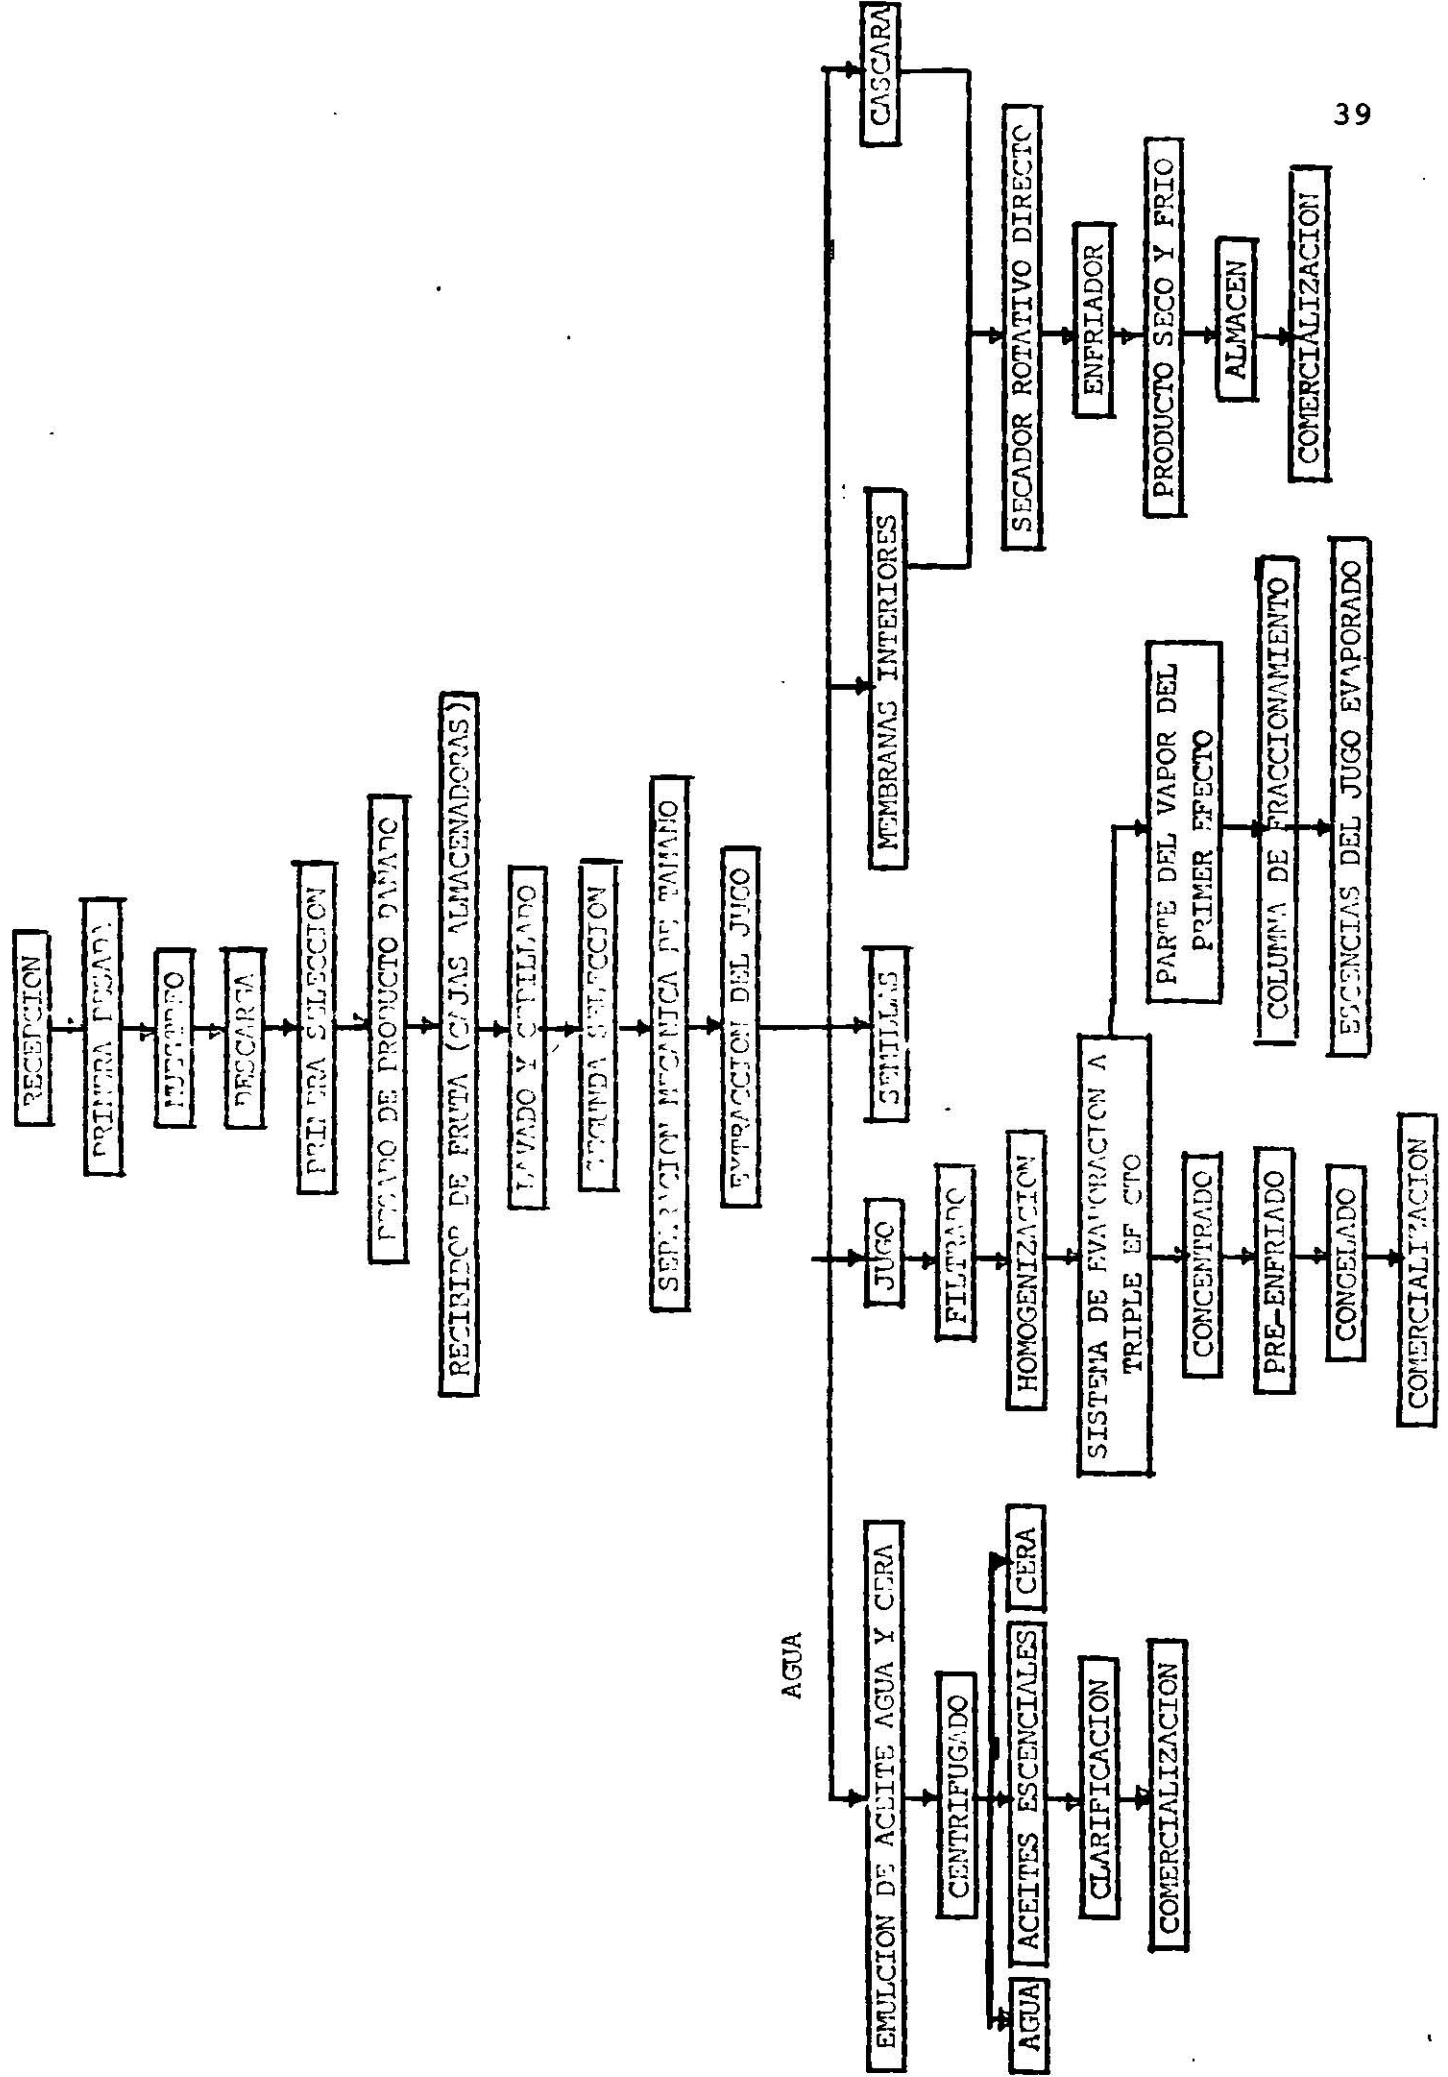 39
RECEPCION
PRIMERA PESADA
MUESTREO
DESCARGA
PRIMERA SELECCION
PESADO DE PRODUCTO DAÑADO
RECIBIDOR DE FRUTA (CAJAS ALMACENADORAS)
LAVADO Y CEPILLADO
SEGUNDA SELECCION
SEPARACION MECANICA DE TAMAÑO
EXTRACCION DEL JUGO
AGUA
EMULCION DE ACEITE AGUA Y CERA
CENTRIFUGADO
AGUA
ACEITES ESCENCIALES
CERA
CLARIFICACION
COMERCIALIZACION
JUGO
FILTRADO
HOMOGENIZACION
SISTEMA DE EVAPORACION A
TRIPLE EFECTO
CONCENTRADO
PRE-ENFRIADO
CONGELADO
COMERCIALIZACION
PARTE DEL VAPOR DEL
PRIMER EFECTO
COLUMNA DE FRACCIONAMIENTO
ESCENCIAS DEL JUGO EVAPORADO
SEMILLAS
MEMBRANAS INTERIORES
CASCARA
SECADOR ROTATIVO DIRECTO
ENFRIADOR
PRODUCTO SECO Y FRIO
ALMACEN
COMERCIALIZACION